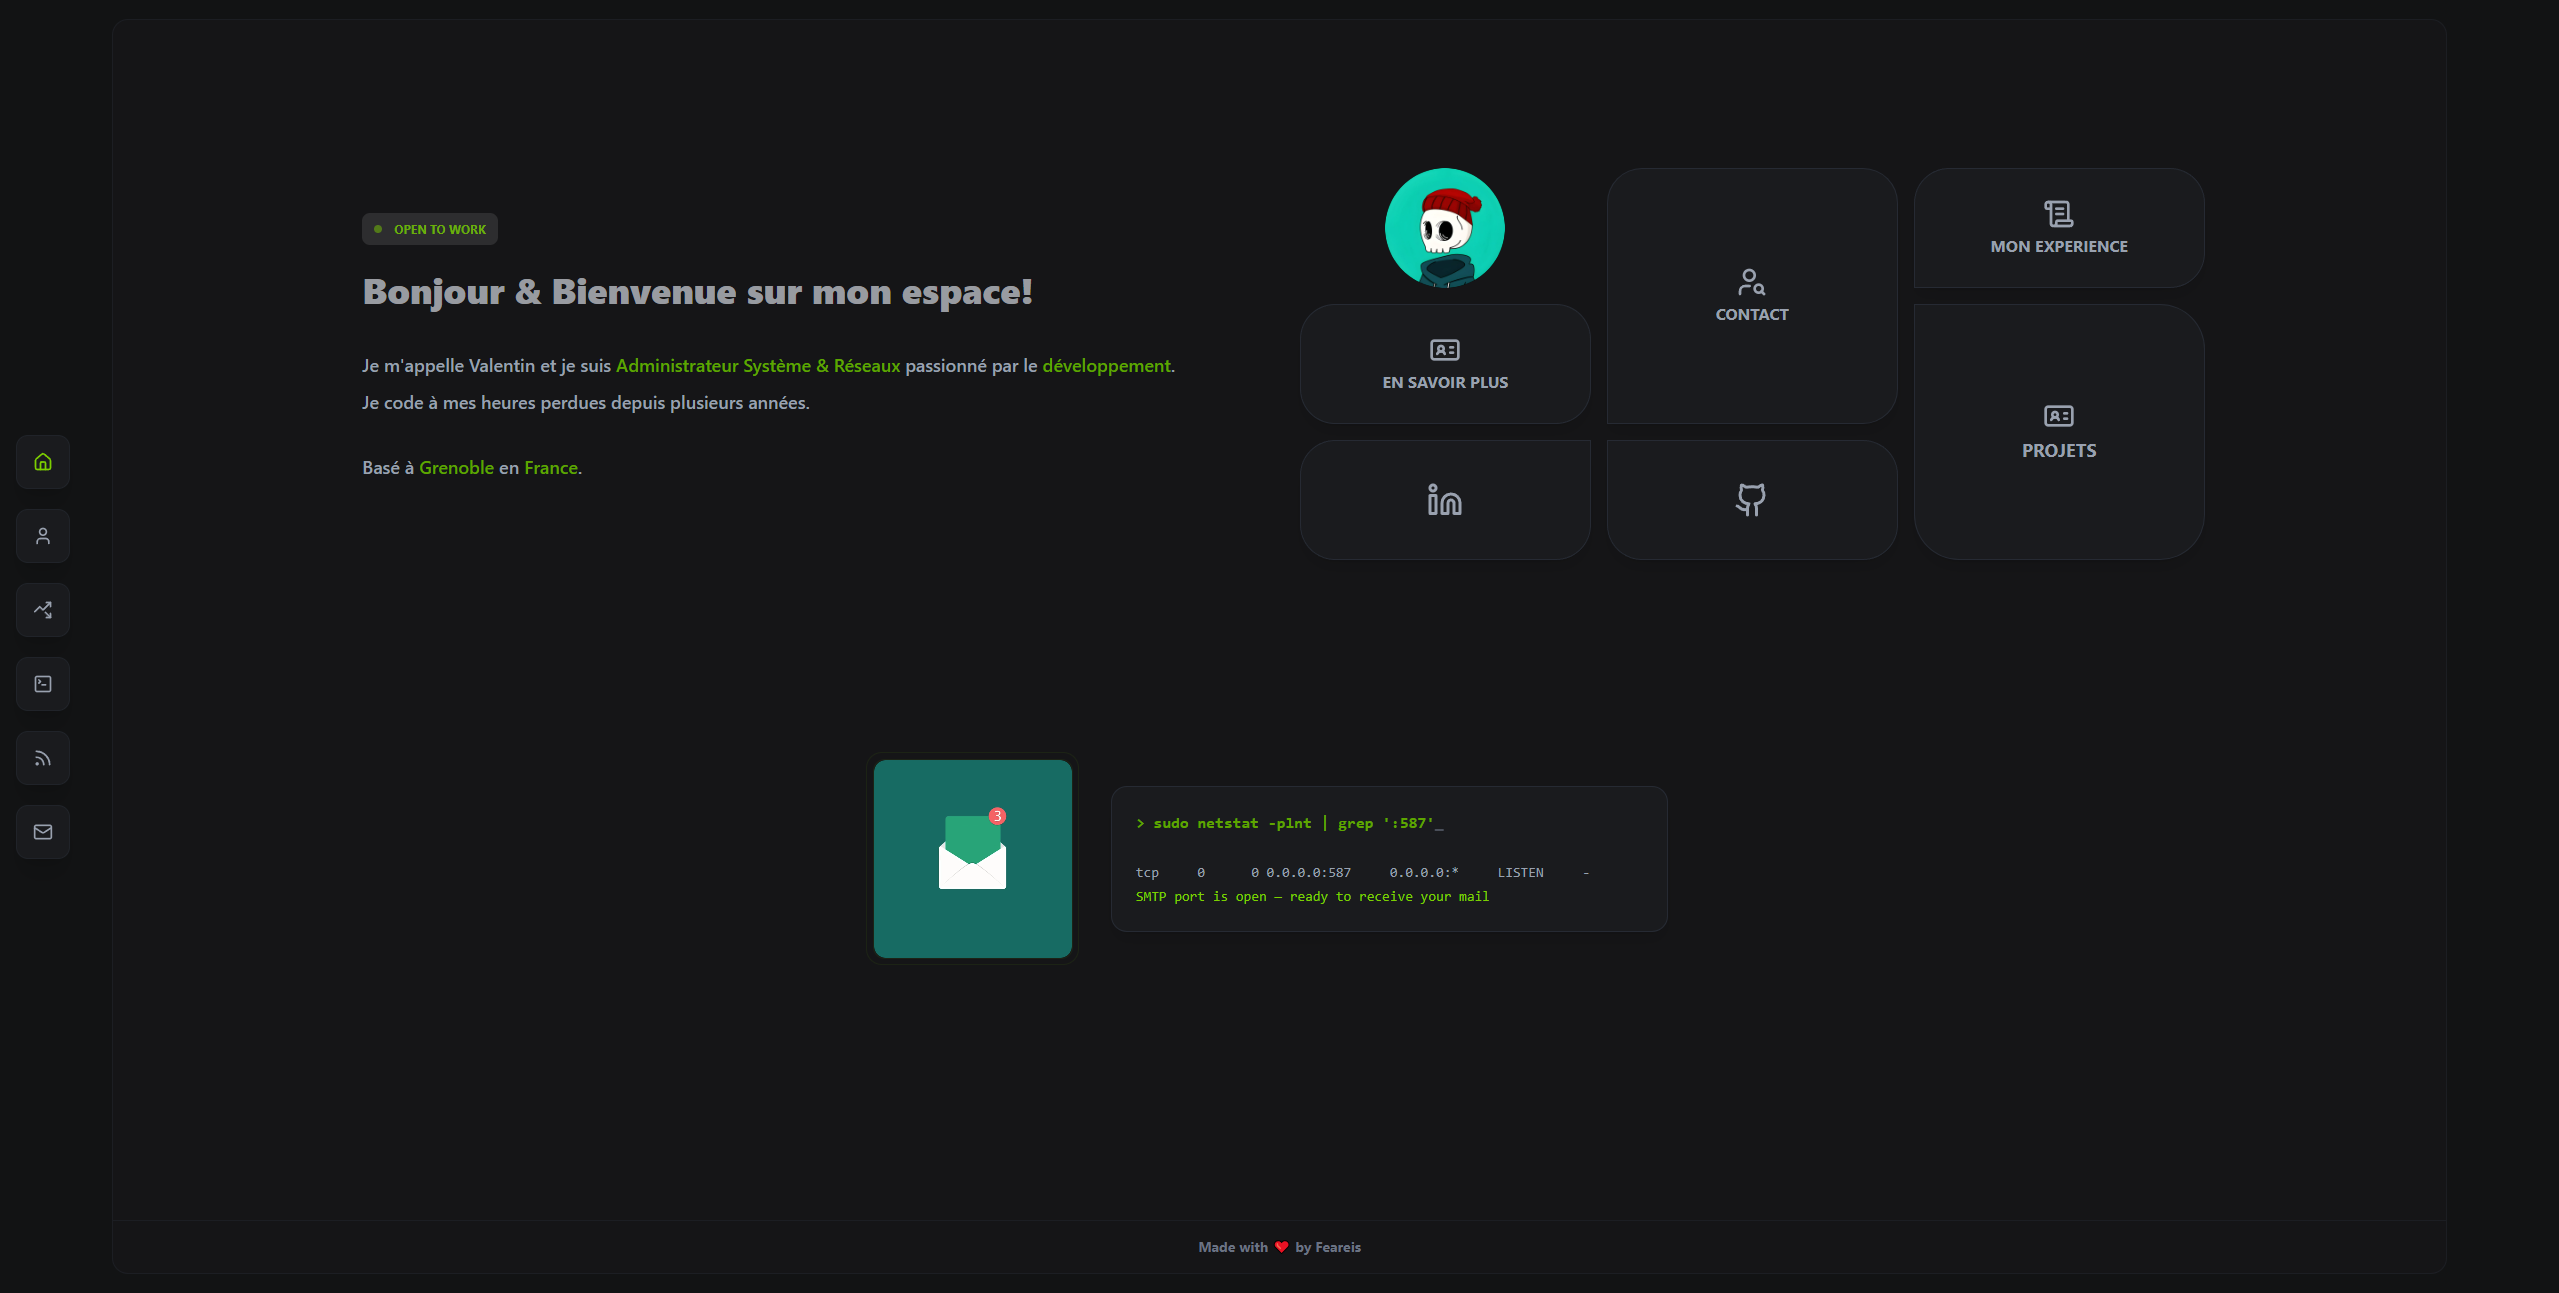 OPEN TO WORK
Bonjour & Bienvenue sur mon espace!
Je m'appelle Valentin et je suis Administrateur Système & Réseaux passionné par le développement.
Je code à mes heures perdues depuis plusieurs années.
Basé à Grenoble en France.
EN SAVOIR PLUS
CONTACT
MON EXPERIENCE
PROJETS
in
3
> sudo netstat -plnt | grep ':587'_
tcp 0 0 0.0.0.0:587 0.0.0.0:* LISTEN -
SMTP port is open — ready to receive your mail
Made with ❤ by Feareis